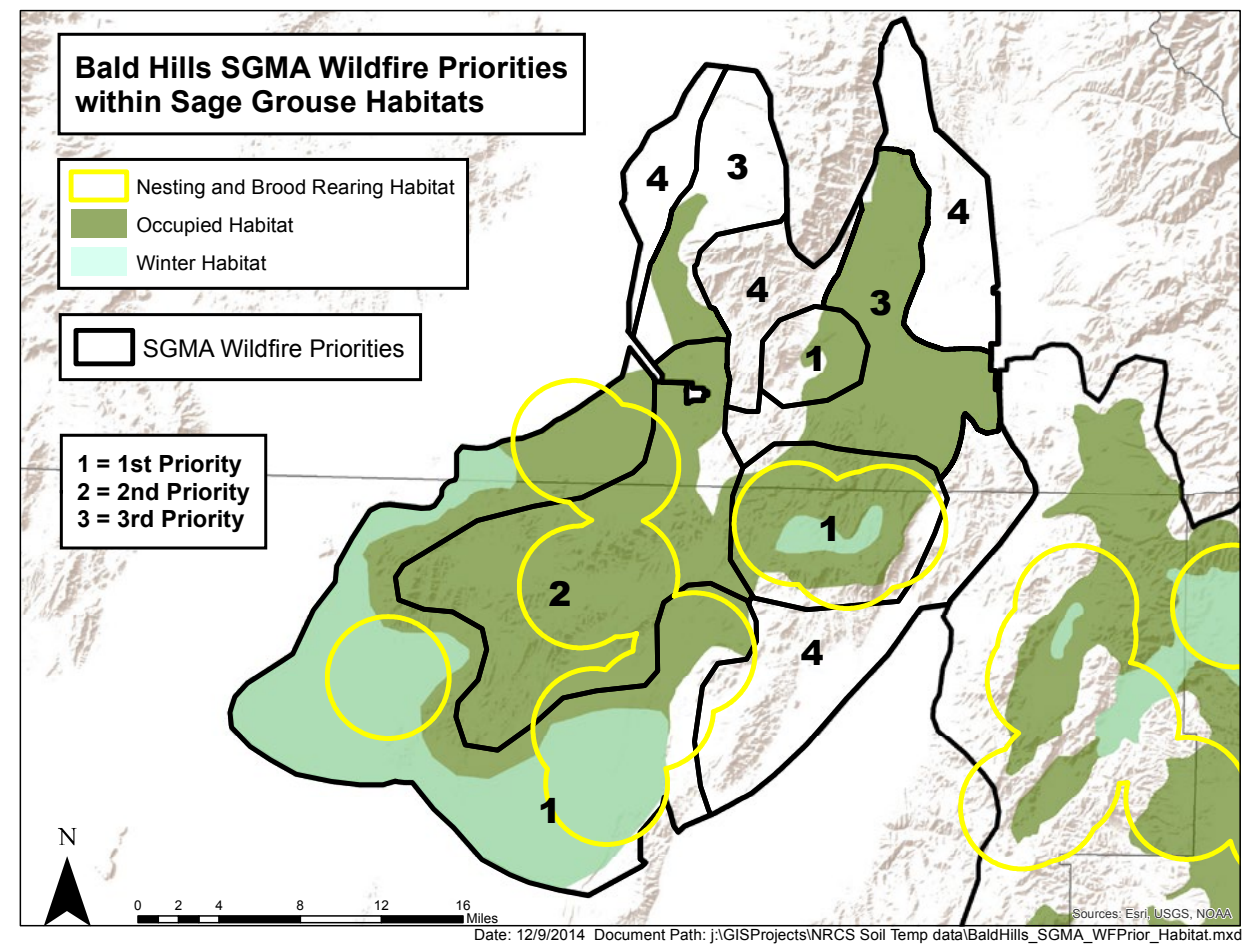 Bald Hills SGMA Wildfire Priorities
within Sage Grouse Habitats
Nesting and Brood Rearing Habitat
Occupied Habitat
Winter Habitat
SGMA Wildfire Priorities
1 = 1st Priority
2 = 2nd Priority
3 = 3rd Priority
4
3
4
4
3
1
1
2
4
1
N
0 2 4 8 12 16
Miles
Sources: Esri, USGS, NOAA
Date: 12/9/2014 Document Path: j:\GISProjects\NRCS Soil Temp data\BaldHills_SGMA_WFPrior_Habitat.mxd